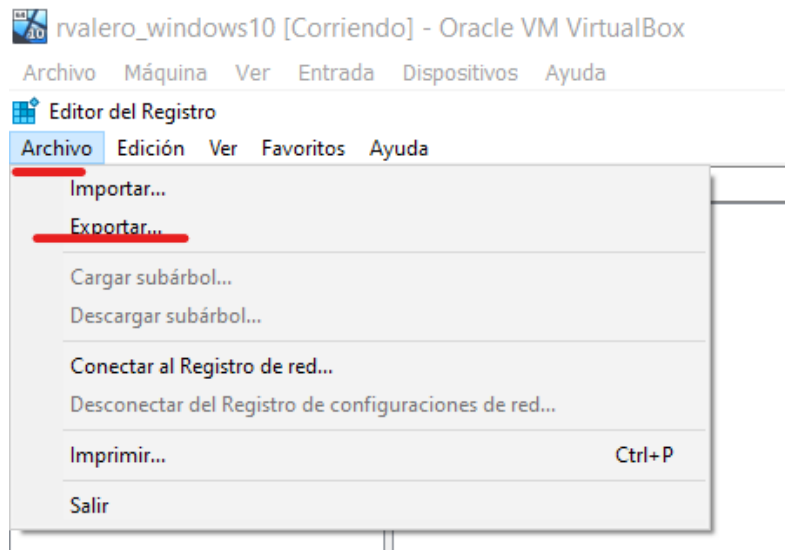 rvalero_windows10 [Corriendo] - Oracle VM VirtualBox
Archivo Máquina Ver Entrada Dispositivos Ayuda
Editor del Registro
Archivo Edición Ver Favoritos Ayuda
Importar...
Exportar...
Cargar subárbol...
Descargar subárbol...
Conectar al Registro de red...
Desconectar del Registro de configuraciones de red...
Imprimir... Ctrl+P
Salir